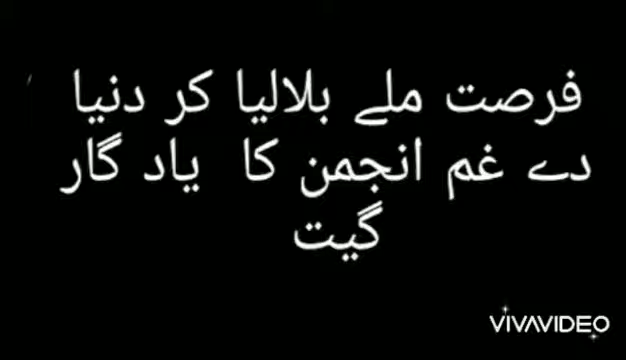 فرصت ملے بلالیا کر دنیا
دے غم انجمن کا یاد گار
گیت
VIVAVIDEO